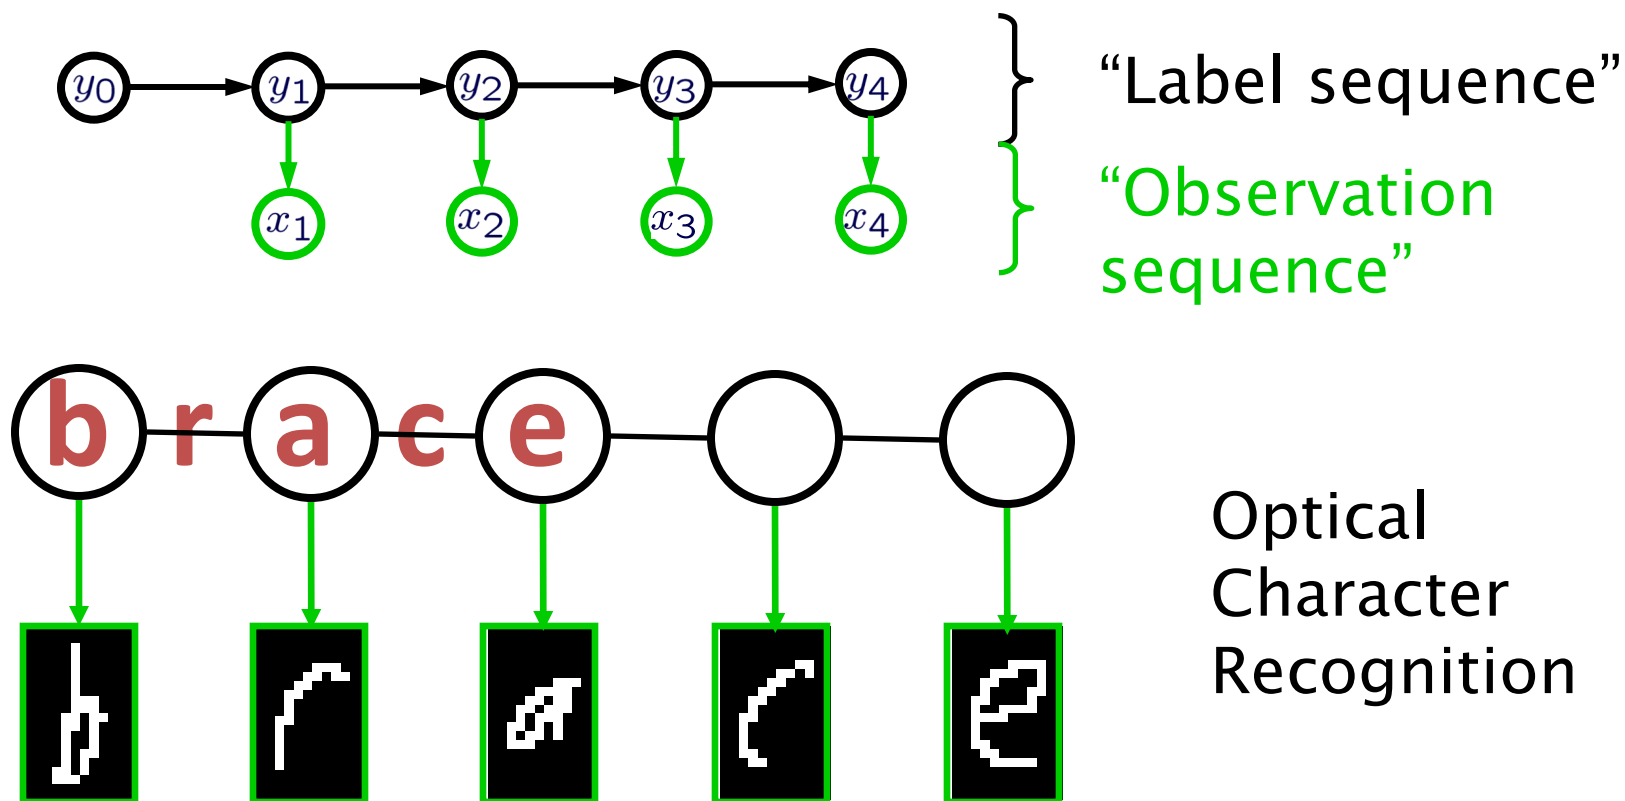 y0 y1 y2 y3 y4 “Label sequence”
x1 x2 x3 x4 “Observation
sequence”
b r a c e
Optical
Character
Recognition
b r a c e